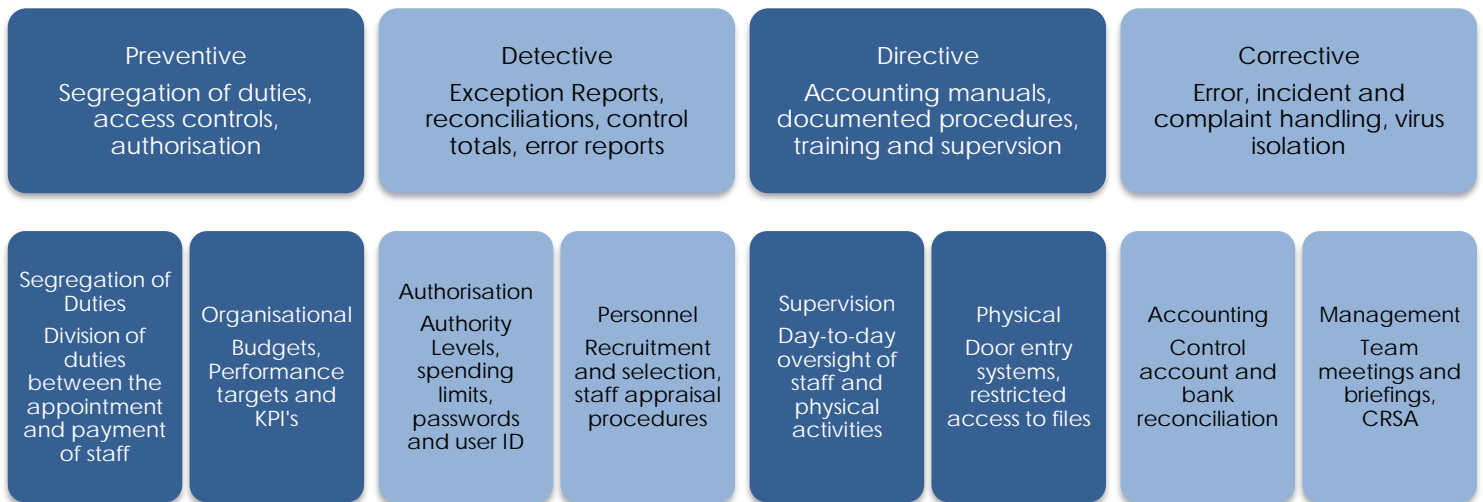 Preventive
Segregation of duties,
access controls,
authorisation
Detective
Exception Reports,
reconciliations, control
totals, error reports
Directive
Accounting manuals,
documented procedures,
training and supervsion
Corrective
Error, incident and
complaint handling, virus
isolation
Segregation of
Duties
Division of
duties
between the
appointment
and payment
of staff
Organisational
Budgets,
Performance
targets and
KPI's
Authorisation
Authority
Levels,
spending
limits,
passwords
and user ID
Personnel
Recruitment
and selection,
staff appraisal
procedures
Supervision
Day-to-day
oversight of
staff and
physical
activities
Physical
Door entry
systems,
restricted
access to files
Accounting
Control
account and
bank
reconciliation
Management
Team
meetings and
briefings,
CRSA